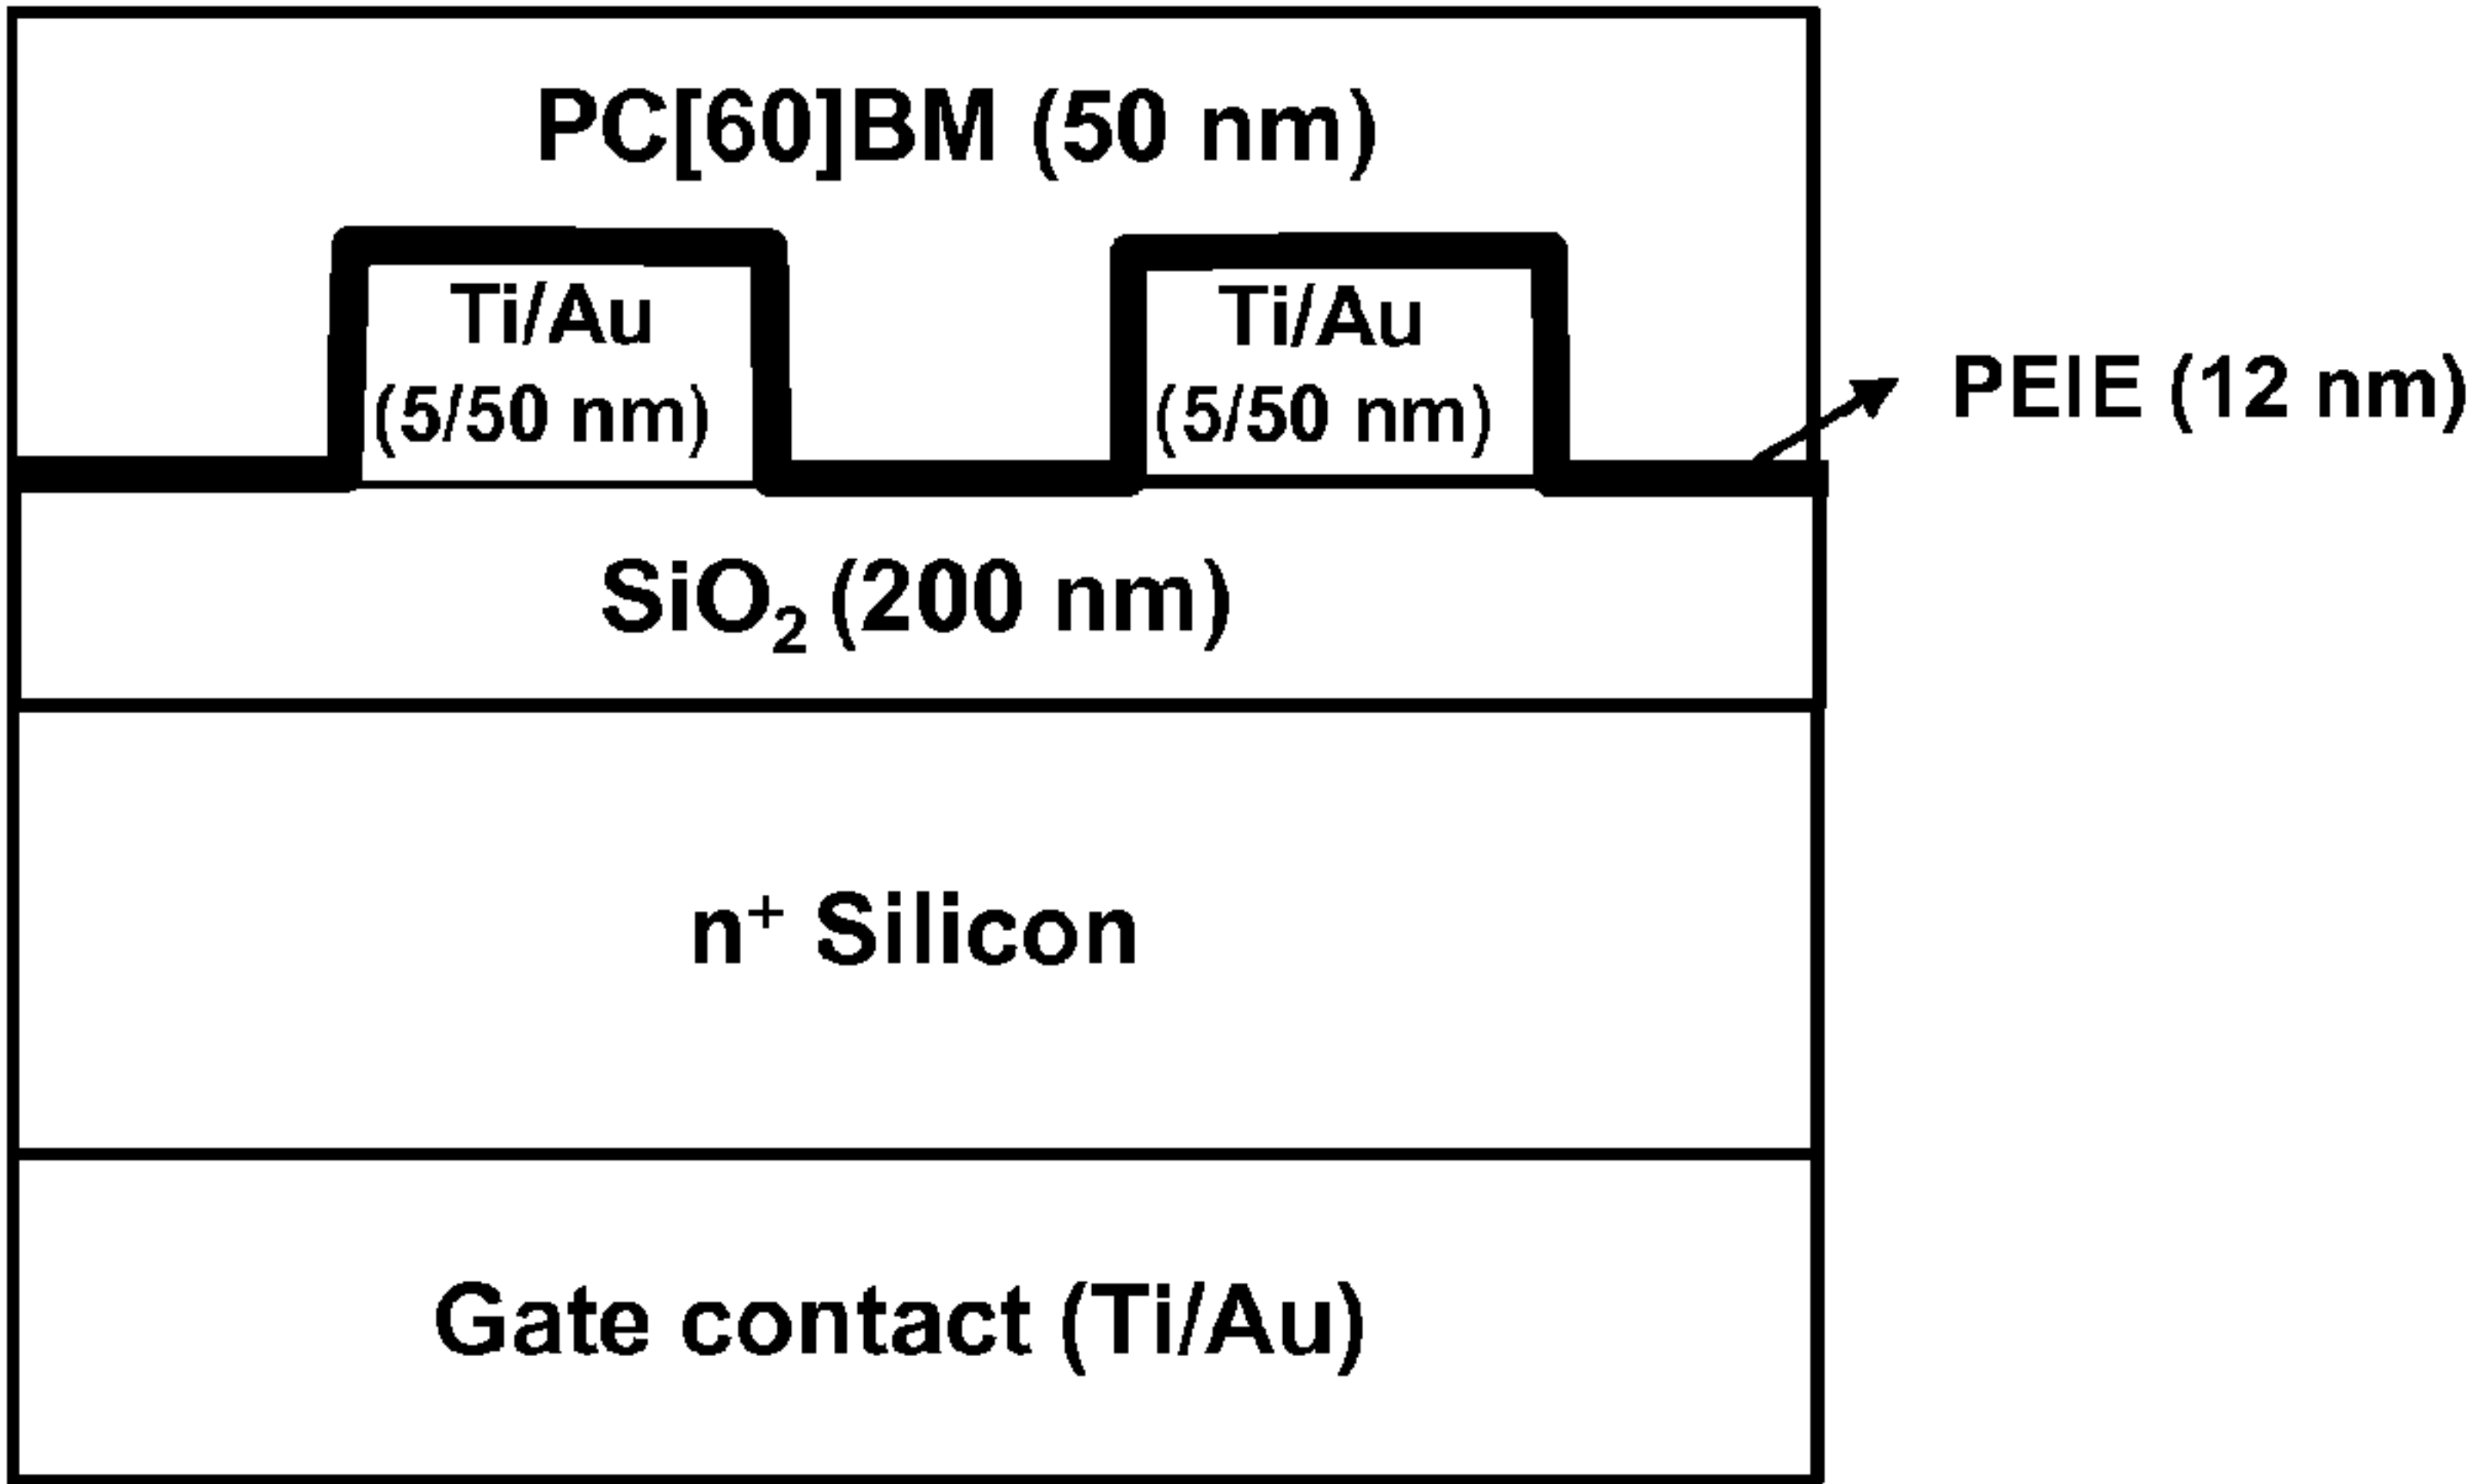 PC[60]BM (50 nm)
Ti/Au
(5/50 nm)
Ti/Au
(5/50 nm)
PEIE (12 nm)
SiO₂ (200 nm)
n⁺ Silicon
Gate contact (Ti/Au)